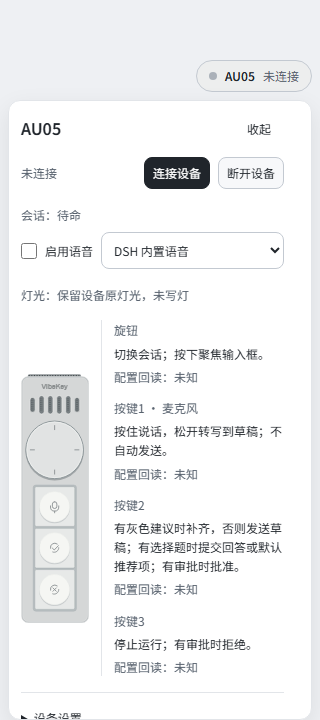 AU05 未连接
AU05 收起
未连接 连接设备 断开设备
会话：待命
启用语音 DSH 内置语音
灯光：保留设备原灯光，未写灯
VibeKey
旋钮
切换会话；按下聚焦输入框。
配置回读：未知
按键1 · 麦克风
按住说话，松开转写到草稿；不
自动发送。
配置回读：未知
按键2
有灰色建议时补齐，否则发送草
稿；有选择题时提交回答或默认
推荐项；有审批时批准。
配置回读：未知
按键3
停止运行；有审批时拒绝。
配置回读：未知
设备设置